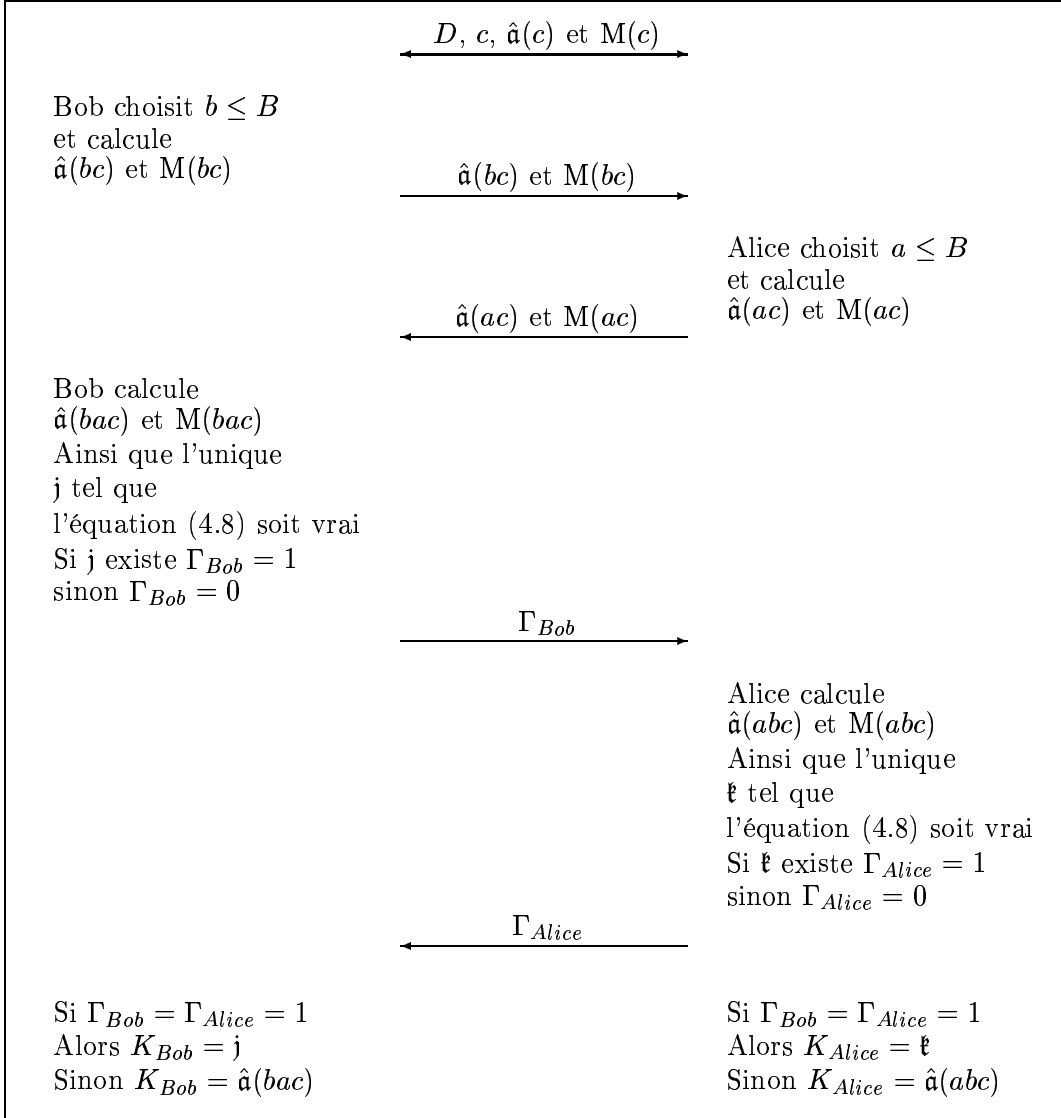 D, c, 𝔞̂(c) et M(c)
Bob choisit b ≤ B
et calcule
𝔞̂(bc) et M(bc)
𝔞̂(bc) et M(bc)
Alice choisit a ≤ B
et calcule
𝔞̂(ac) et M(ac)
𝔞̂(ac) et M(ac)
Bob calcule
𝔞̂(bac) et M(bac)
Ainsi que l'unique
𝔧 tel que
l'équation (4.8) soit vrai
Si 𝔧 existe Γ_Bob = 1
sinon Γ_Bob = 0
Γ_Bob
Alice calcule
𝔞̂(abc) et M(abc)
Ainsi que l'unique
𝔨 tel que
l'équation (4.8) soit vrai
Si 𝔨 existe Γ_Alice = 1
sinon Γ_Alice = 0
Γ_Alice
Si Γ_Bob = Γ_Alice = 1
Alors K_Bob = 𝔧
Sinon K_Bob = 𝔞̂(bac)
Si Γ_Bob = Γ_Alice = 1
Alors K_Alice = 𝔨
Sinon K_Alice = 𝔞̂(abc)